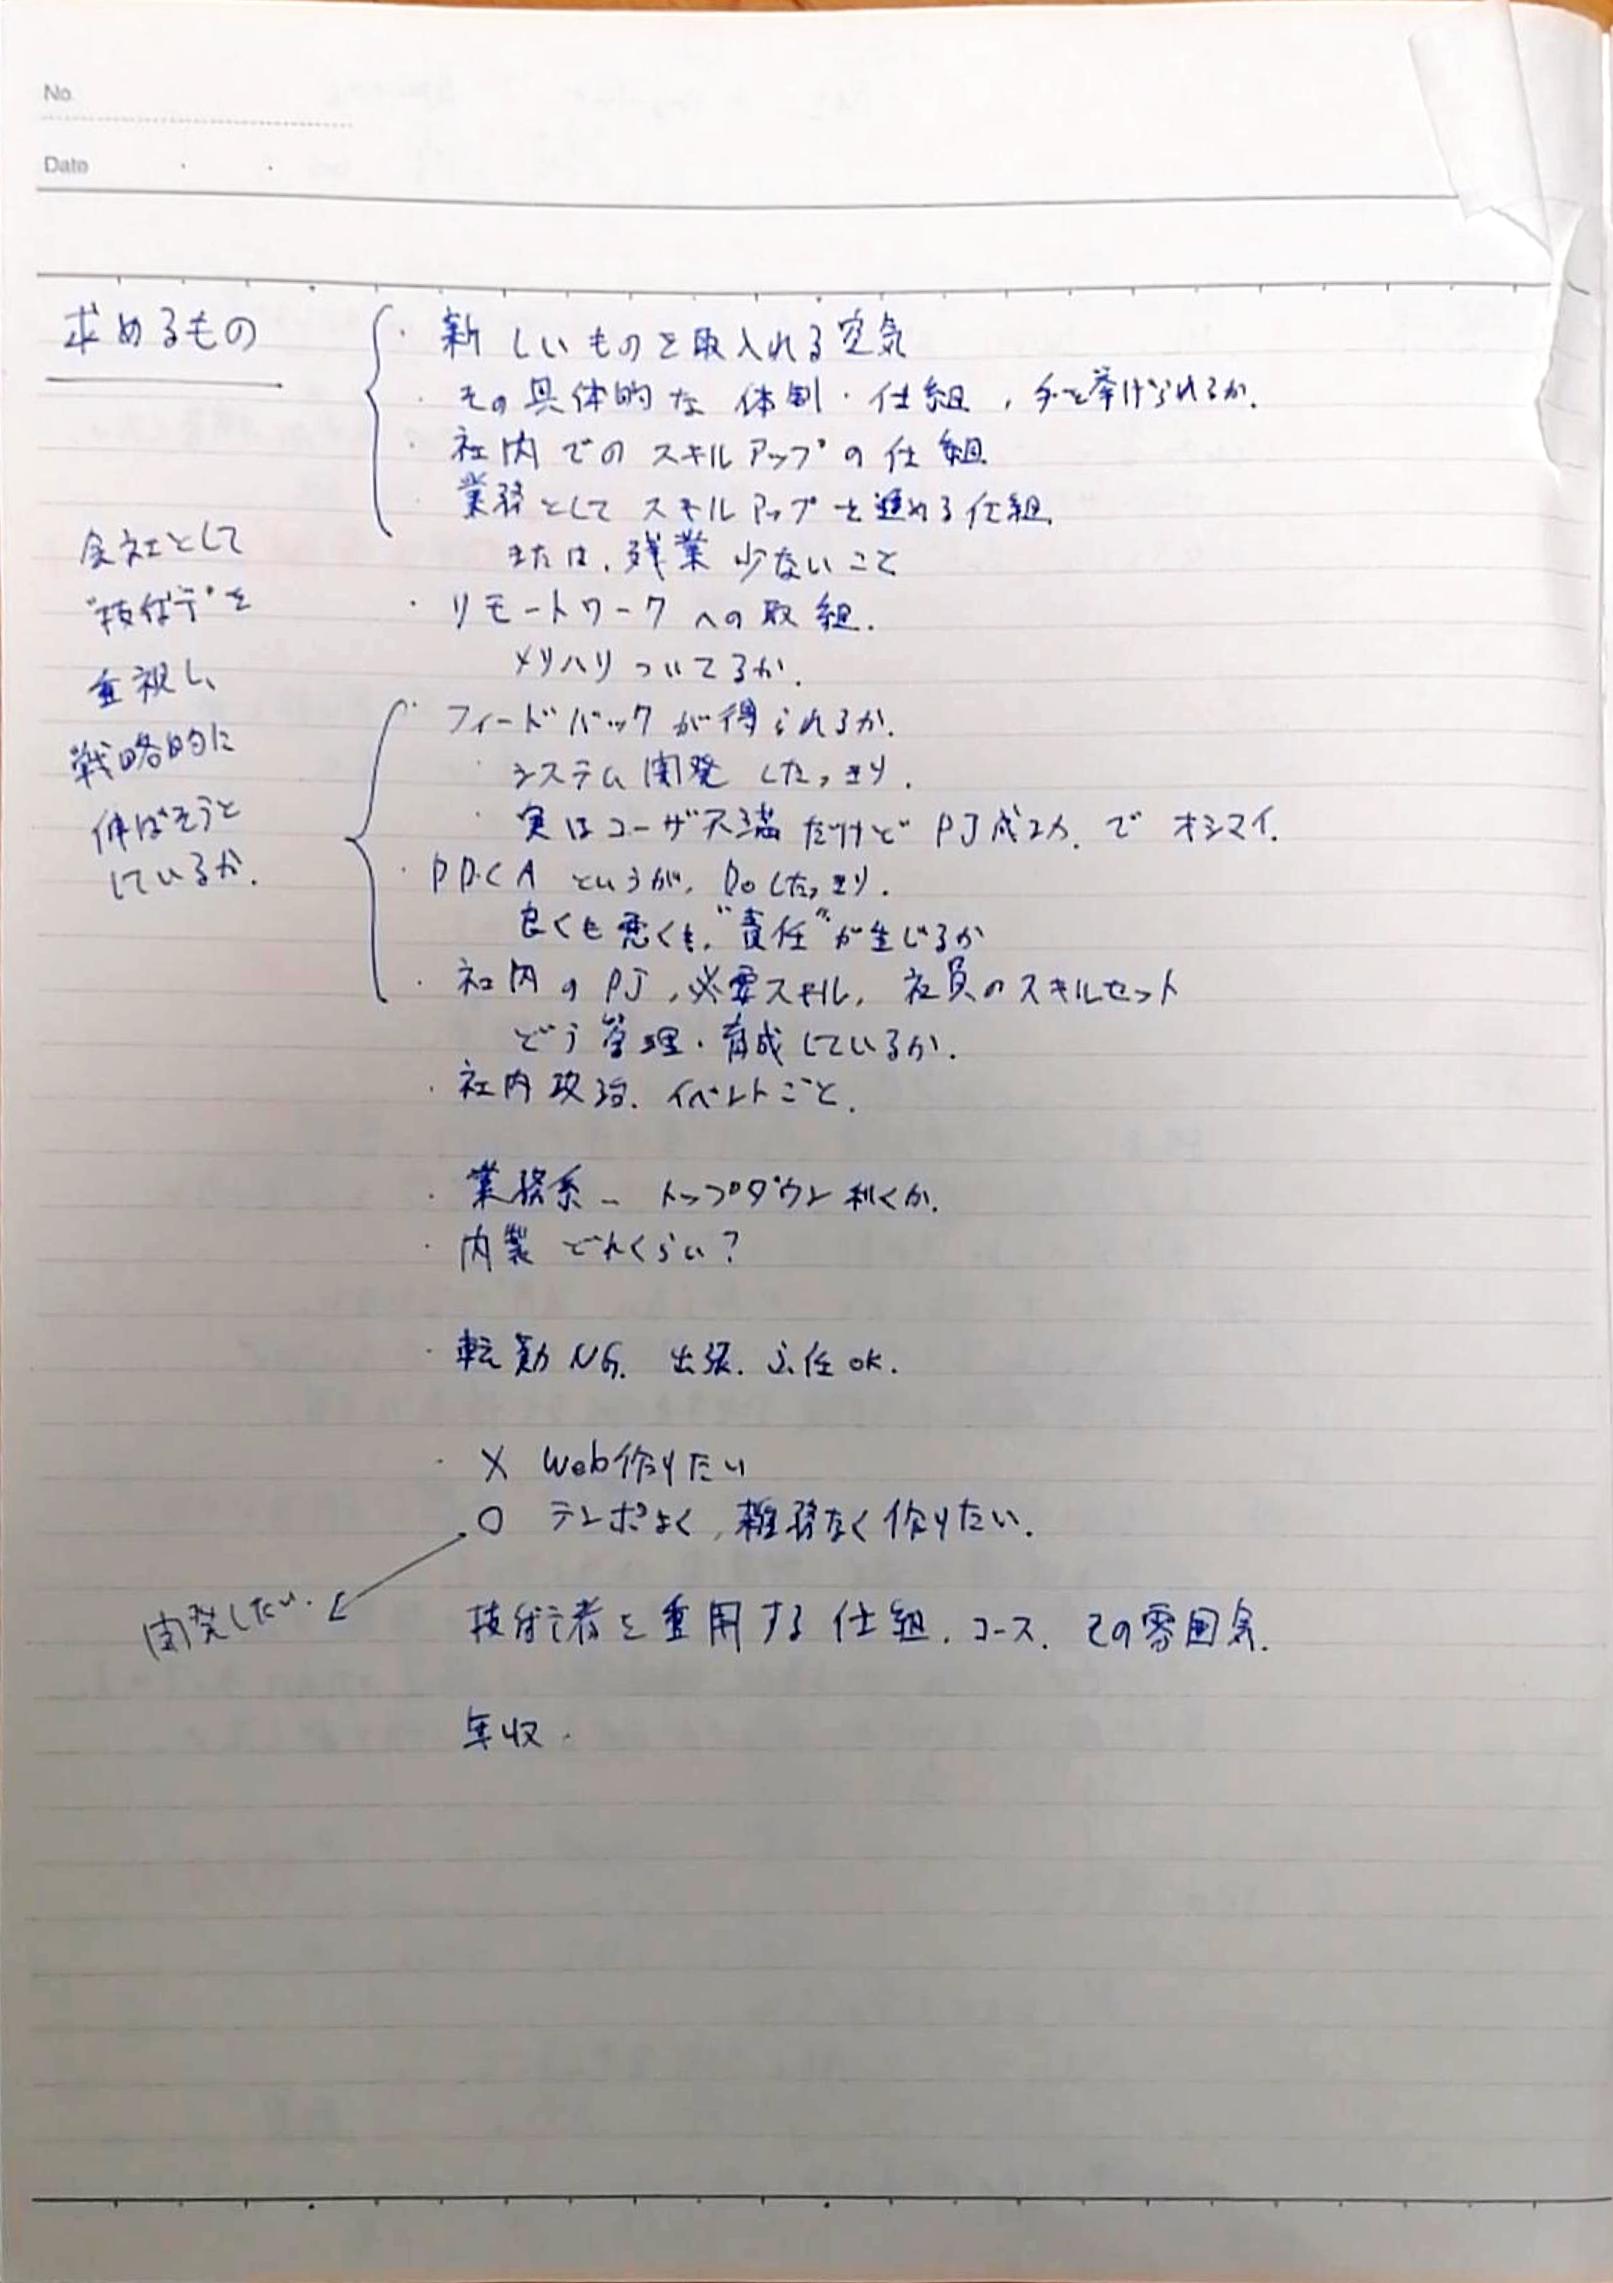 No.
Date
求めるもの
・新しいものを取入れる空気
・その具体的な体制・仕組, 手を挙げられるか.
・社内でのスキルアップの仕組
・業務としてスキルアップを進める仕組.
または、残業少ないこと
・リモートワークへの取組.
メリハリついてるか.
会社として
"技術"を
重視し、
戦略的に
伸ばそうと
しているか.
・フィードバックが得られるか.
・システム開発したっきり.
・実はユーザ不満だけどPJ成功.でオシマイ.
・PDCAというが, Doしたっきり.
良くも悪くも,"責任"が生じるか
・社内のPJ,必要スキル, 社員のスキルセット
どう管理・育成しているか.
・社内政治. イベントごと.
・業務系 - トップダウン利くか.
・内製どれくらい?
・転勤NG. 出張. 赴任OK.
・× Web作りたい
○ テンポよく, 雑務なく作りたい.
開発したい.
技術者を重用する仕組. コース. その雰囲気.
年収.